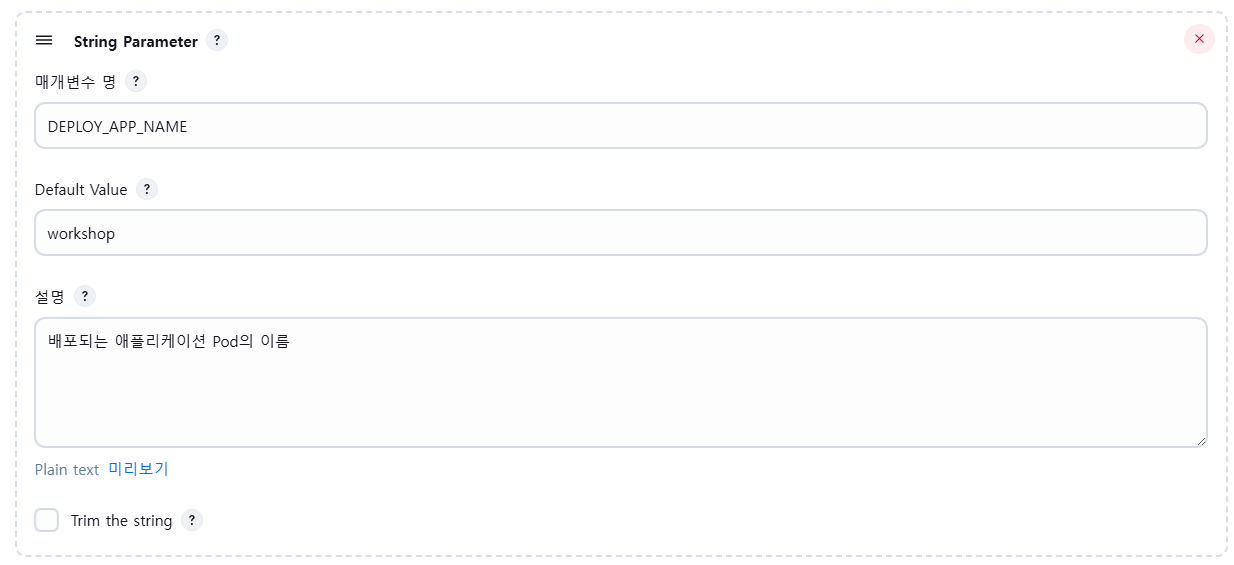 String Parameter ?
매개변수 명 ?
DEPLOY_APP_NAME
Default Value ?
workshop
설명 ?
배포되는 애플리케이션 Pod의 이름
Plain text 미리보기
Trim the string ?